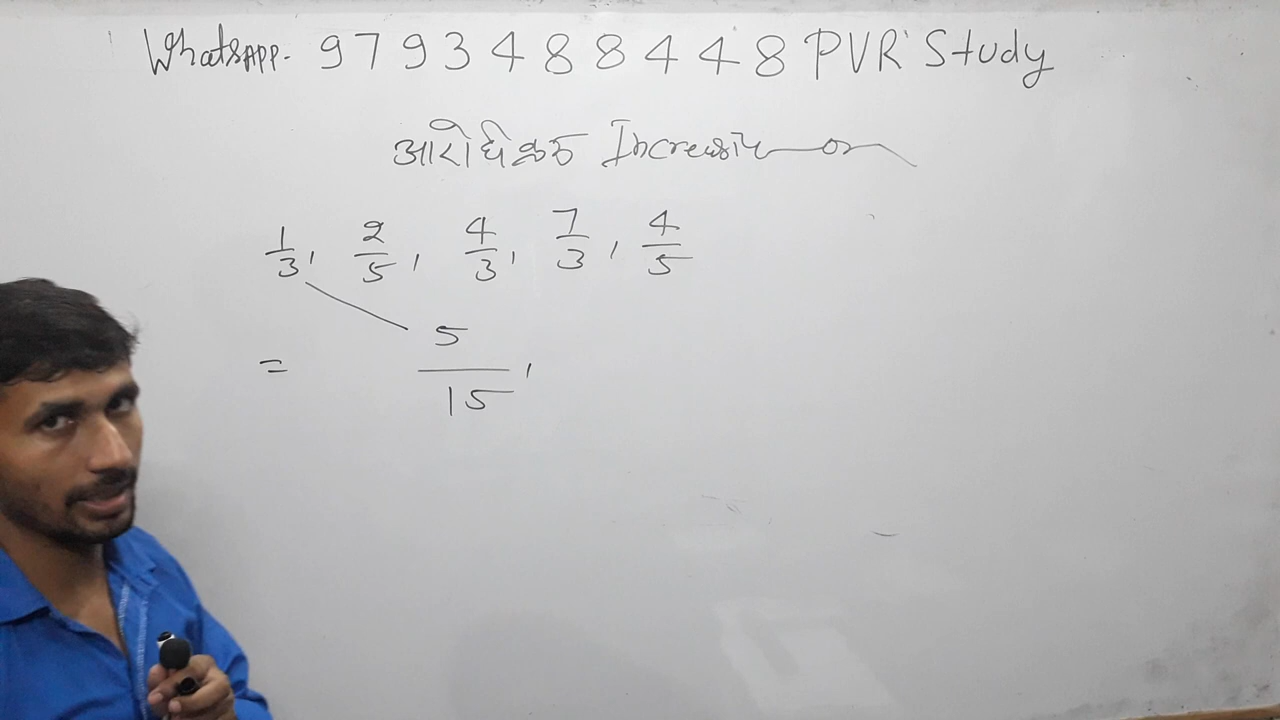 WhatsApp. 9793488448 PVR Study
आरोही क्रम Increasing or
1/3, 2/5, 4/3, 7/3, 4/5
= 5/15,